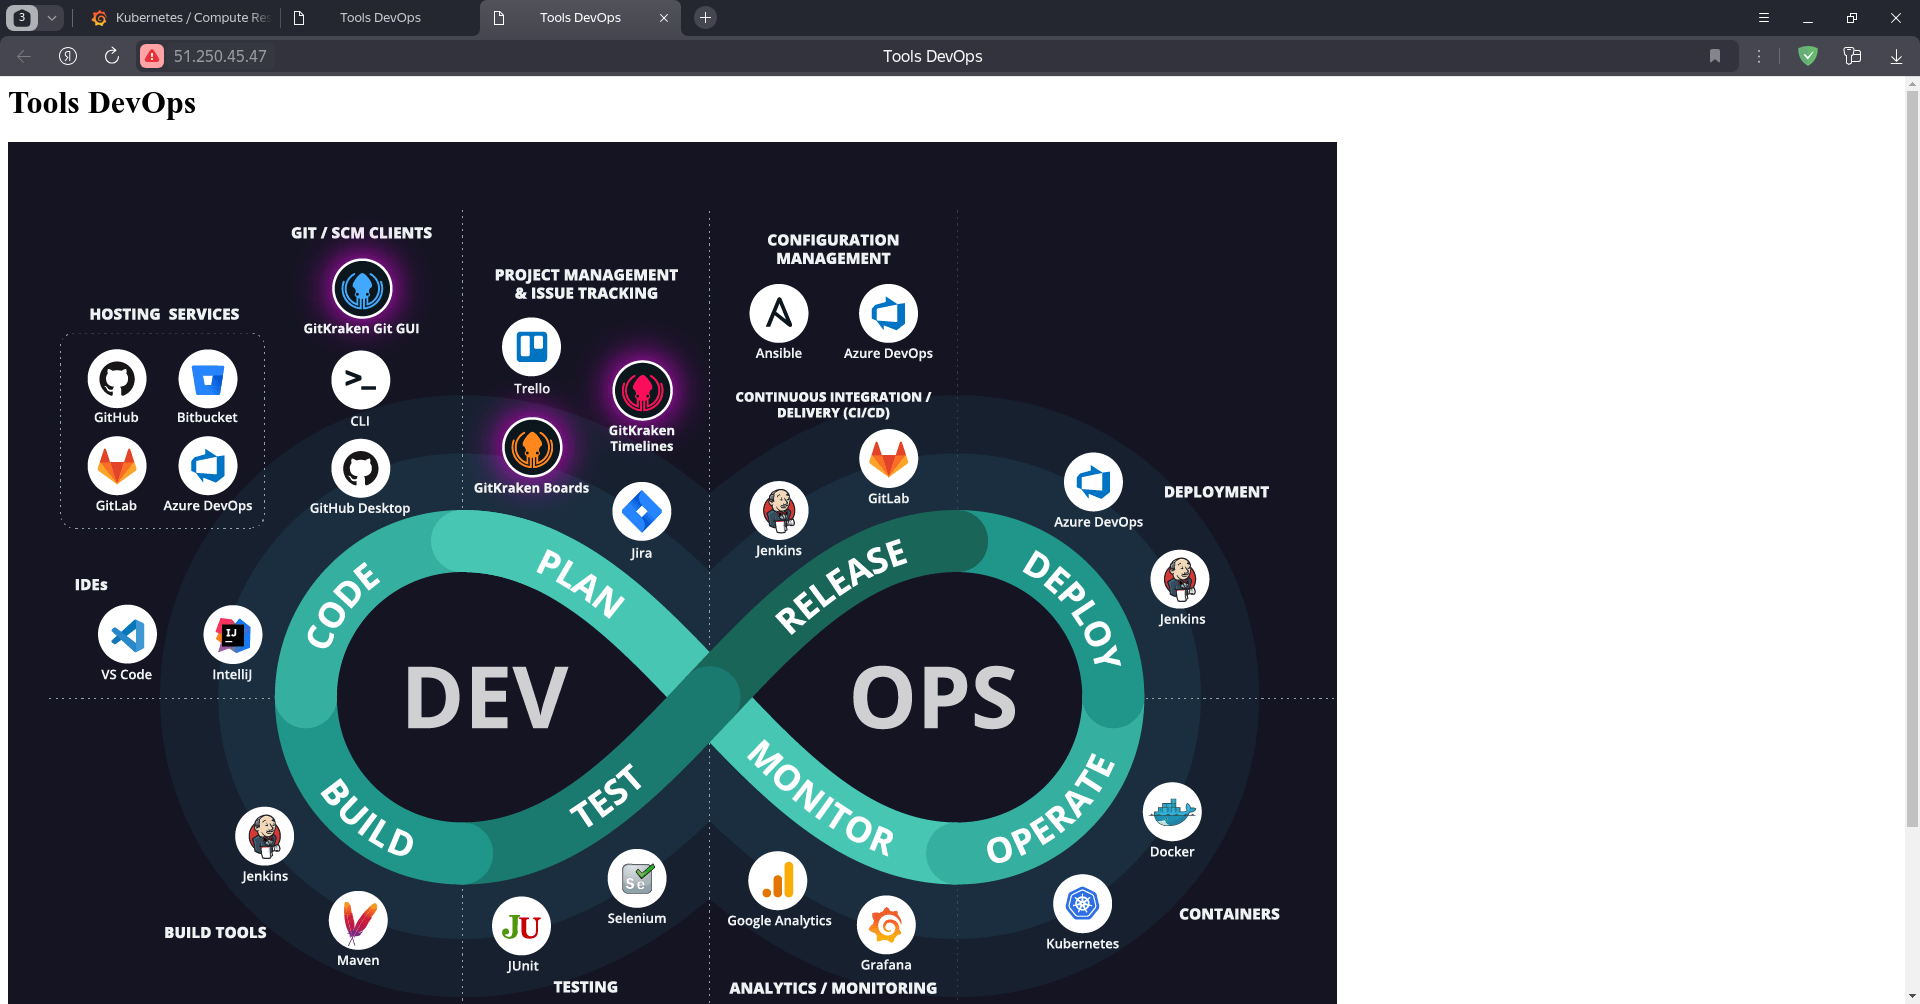 3
Kubernetes / Compute Res
Tools DevOps
Tools DevOps
Я
51.250.45.47
Tools DevOps
Tools DevOps
GIT / SCM CLIENTS
GitKraken Git GUI
CLI
GitHub Desktop
HOSTING SERVICES
GitHub
Bitbucket
GitLab
Azure DevOps
IDEs
VS Code
IJ
IntelliJ
PROJECT MANAGEMENT
& ISSUE TRACKING
Trello
GitKraken
Timelines
GitKraken Boards
Jira
CONFIGURATION
MANAGEMENT
Ansible
Azure DevOps
CONTINUOUS INTEGRATION /
DELIVERY (CI/CD)
GitLab
Jenkins
Azure DevOps
DEPLOYMENT
Jenkins
CODE
PLAN
RELEASE
DEPLOY
DEV
OPS
BUILD
TEST
MONITOR
OPERATE
Jenkins
Maven
BUILD TOOLS
Se
Selenium
JU
JUnit
TESTING
Google Analytics
Grafana
ANALYTICS / MONITORING
Docker
Kubernetes
CONTAINERS